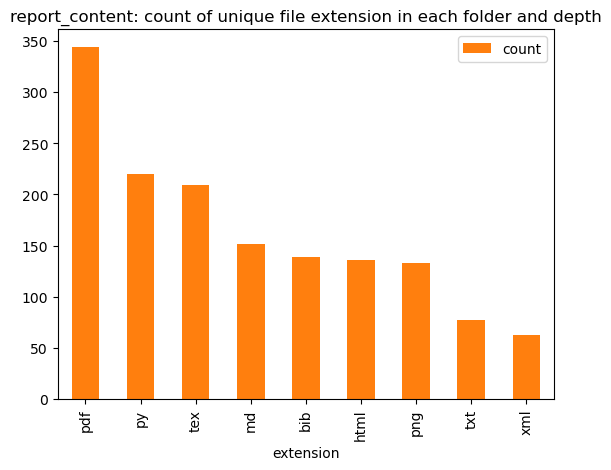 report_content: count of unique file extension in each folder and depth
count
350
300
250
200
150
100
50
0
pdf
py
tex
md
bib
html
png
txt
xml
extension